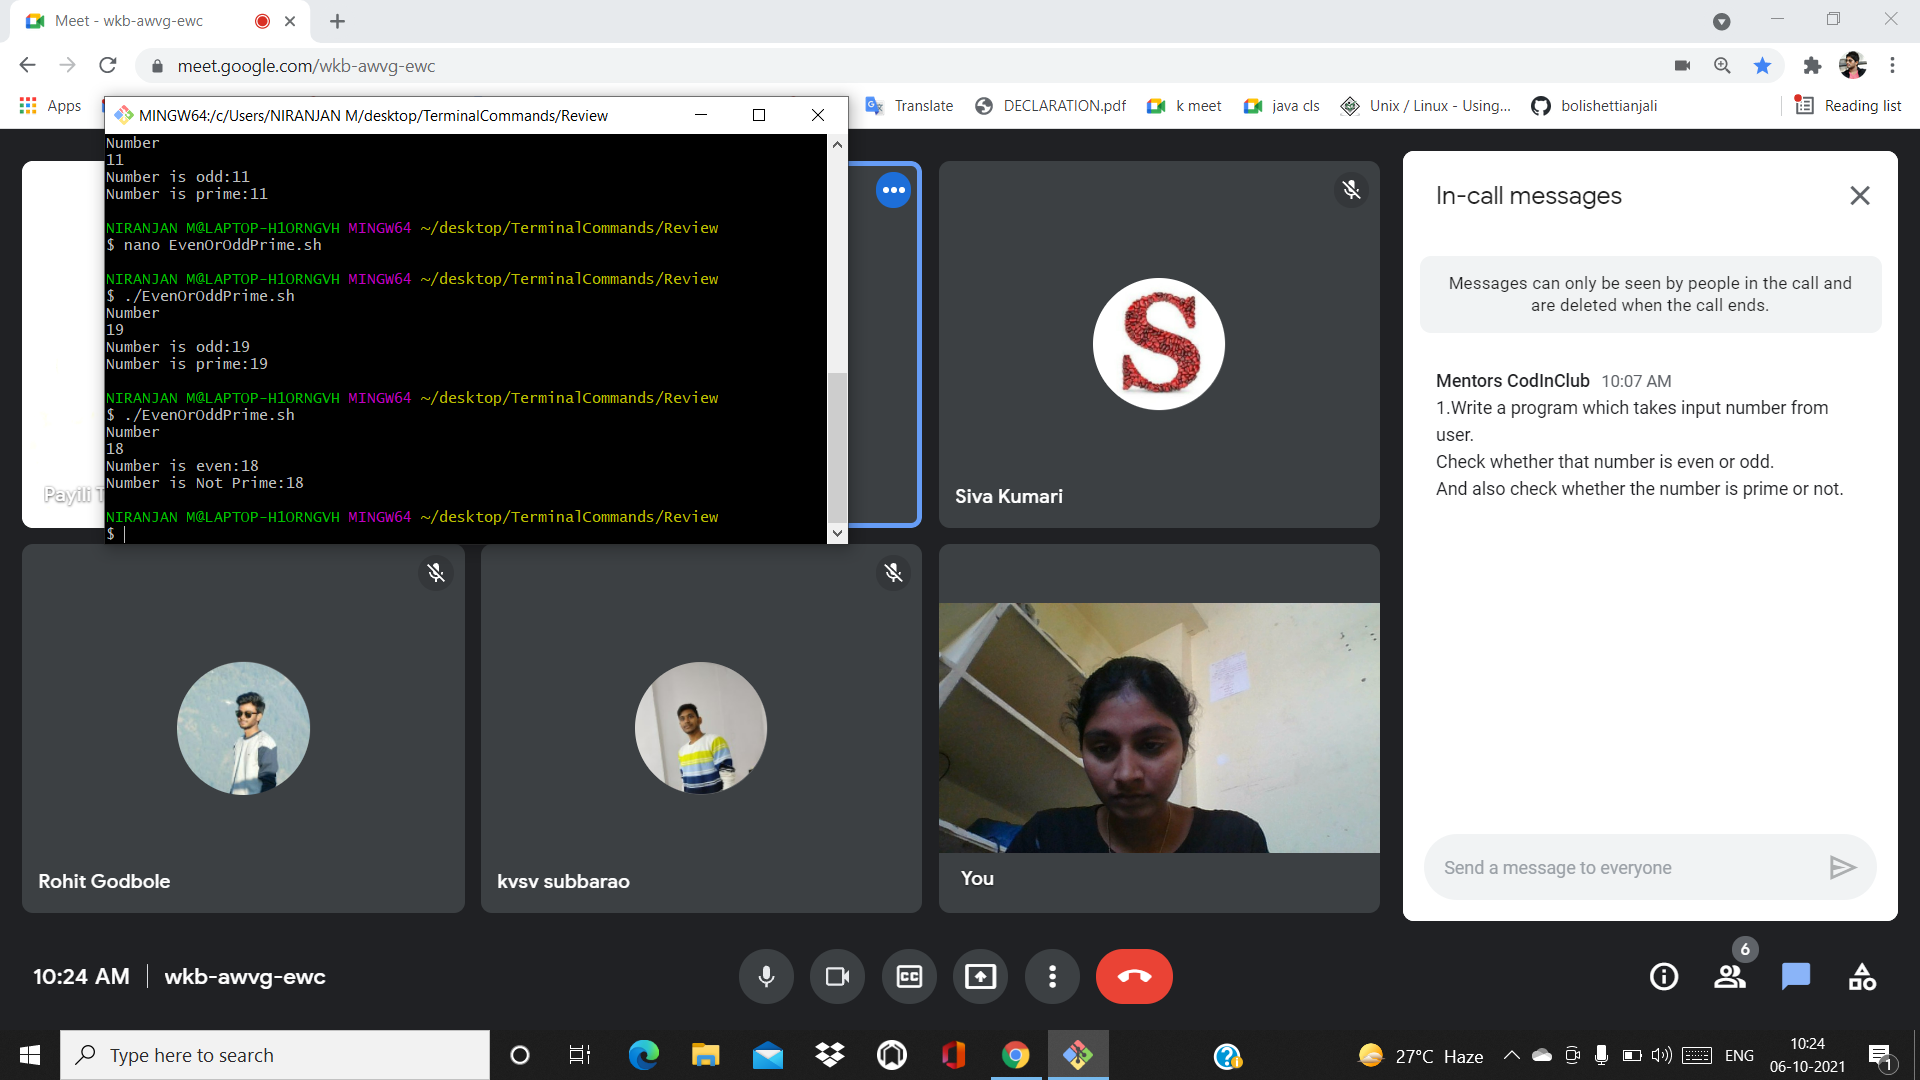 Meet - wkb-awvg-ewc
meet.google.com/wkb-awvg-ewc
Apps
Translate
DECLARATION.pdf
k meet
java cls
Unix / Linux - Using...
bolishettianjali
Reading list
MINGW64:/c/Users/NIRANJAN M/desktop/TerminalCommands/Review
Number
11
Number is odd:11
Number is prime:11
NIRANJAN M@LAPTOP-H1ORNGVH MINGW64 ~/desktop/TerminalCommands/Review
$ nano EvenOrOddPrime.sh
NIRANJAN M@LAPTOP-H1ORNGVH MINGW64 ~/desktop/TerminalCommands/Review
$ ./EvenOrOddPrime.sh
Number
19
Number is odd:19
Number is prime:19
NIRANJAN M@LAPTOP-H1ORNGVH MINGW64 ~/desktop/TerminalCommands/Review
$ ./EvenOrOddPrime.sh
Number
18
Number is even:18
Number is Not Prime:18
NIRANJAN M@LAPTOP-H1ORNGVH MINGW64 ~/desktop/TerminalCommands/Review
$
Payili T
S
Siva Kumari
Rohit Godbole
kvsv subbarao
You
In-call messages
Messages can only be seen by people in the call and
are deleted when the call ends.
Mentors CodInClub 10:07 AM
1.Write a program which takes input number from
user.
Check whether that number is even or odd.
And also check whether the number is prime or not.
Send a message to everyone
10:24 AM
wkb-awvg-ewc
CC
6
Type here to search
27°C Haze
ENG
10:24
06-10-2021
1